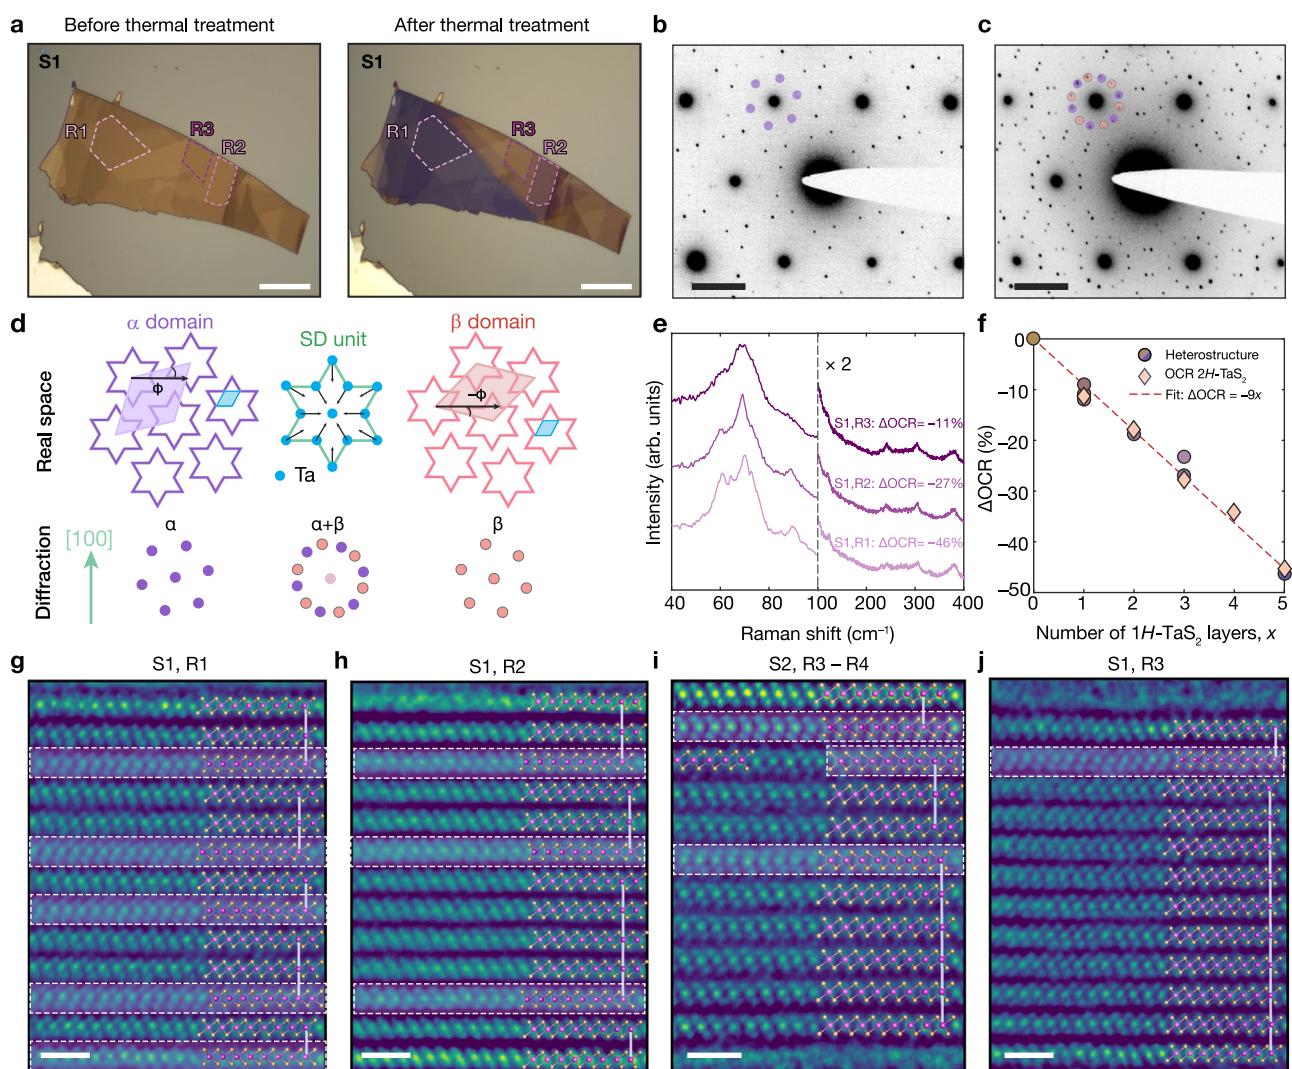 a
Before thermal treatment
After thermal treatment
b
c
S1
R1
R3
R2
S1
R1
R3
R2
d
α domain
SD unit
β domain
Real space
Φ
−Φ
Ta
Diffraction
[100]
α
α+β
β
e
Intensity (arb. units)
× 2
S1,R3: ΔOCR= −11%
S1,R2: ΔOCR= −27%
S1,R1: ΔOCR= −46%
40
60
80
100
200
300
400
Raman shift (cm⁻¹)
f
ΔOCR (%)
0
−10
−20
−30
−40
−50
Heterostructure
OCR 2H-TaS₂
Fit: ΔOCR = −9x
0
1
2
3
4
5
Number of 1H-TaS₂ layers, x
g
S1, R1
h
S1, R2
i
S2, R3 – R4
j
S1, R3